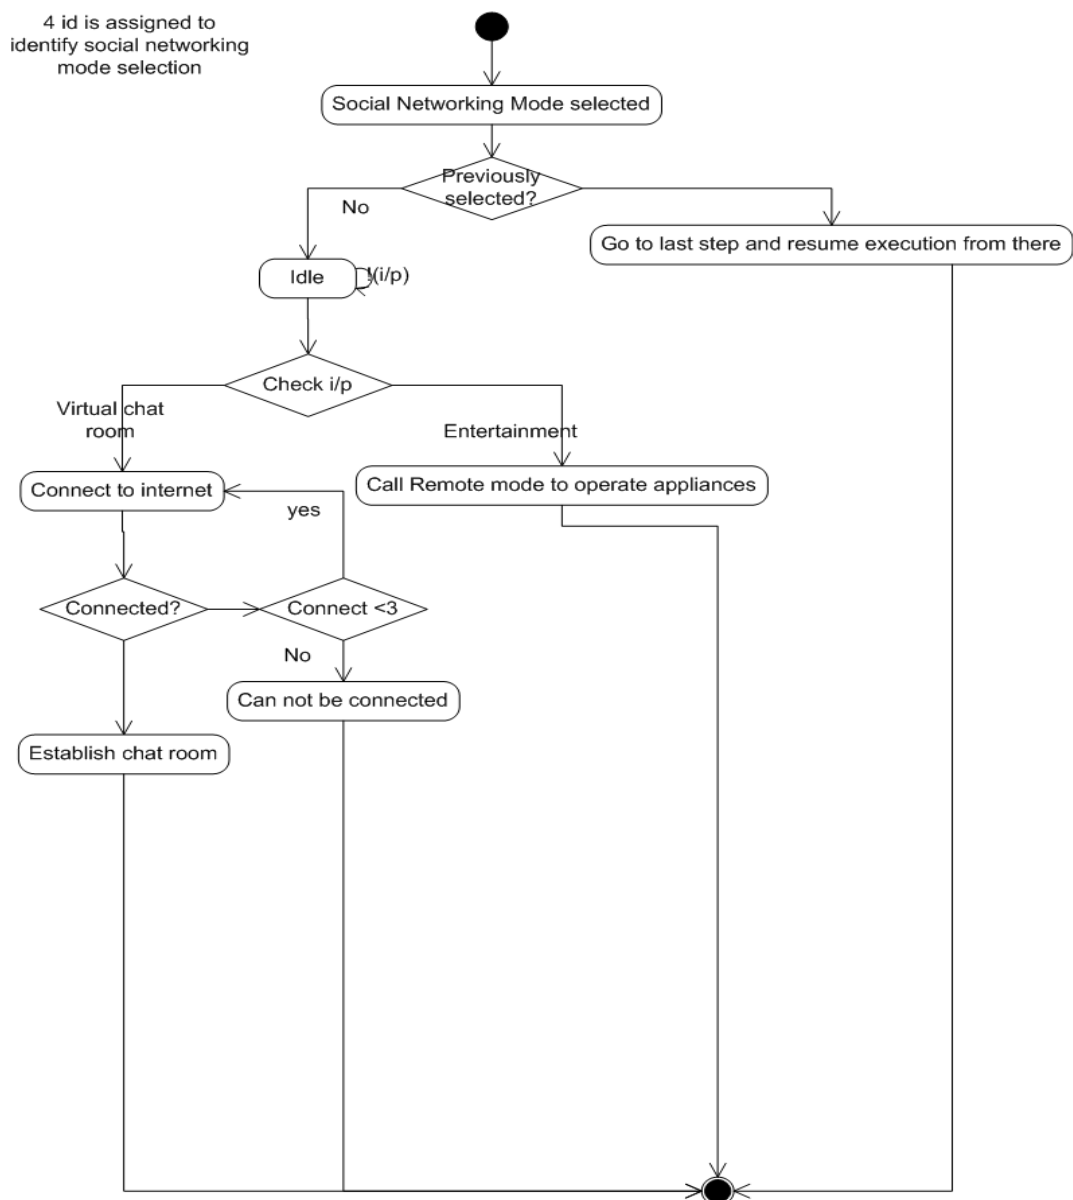 4 id is assigned to
identify social networking
mode selection
Social Networking Mode selected
Previously
selected?
No
Go to last step and resume execution from there
Idle
!(i/p)
Check i/p
Virtual chat
room
Entertainment
Connect to internet
Call Remote mode to operate appliances
yes
Connected?
Connect <3
No
Can not be connected
Establish chat room